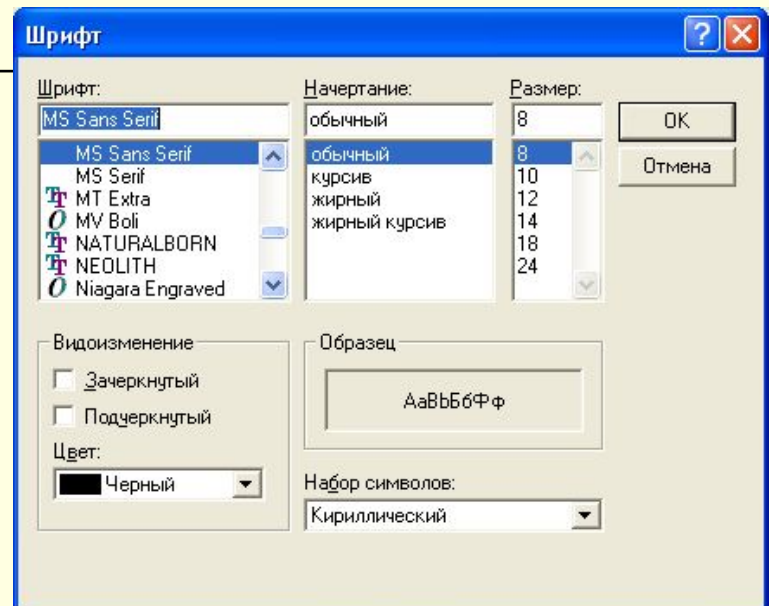 Шрифт
Шрифт:
MS Sans Serif
MS Sans Serif
MS Serif
MT Extra
MV Boli
NATURALBORN
NEOLITH
Niagara Engraved
Начертание:
обычный
обычный
курсив
жирный
жирный курсив
Размер:
8
8
10
12
14
18
24
OK
Отмена
Видоизменение
Зачеркнутый
Подчеркнутый
Цвет:
Черный
Образец
АаВЬБбФф
Набор символов:
Кириллический